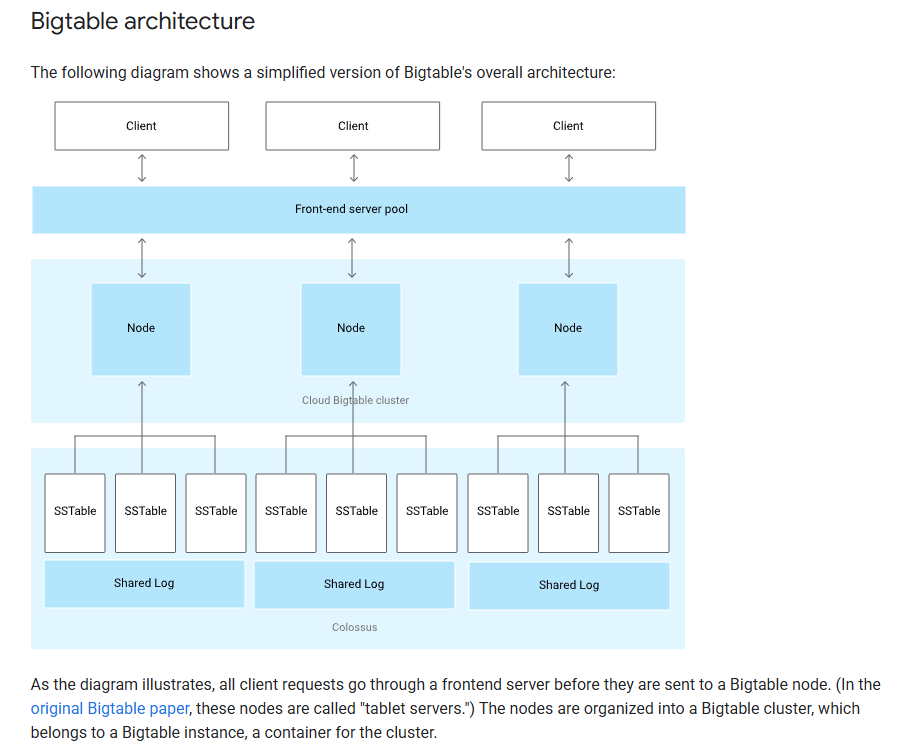 Bigtable architecture
The following diagram shows a simplified version of Bigtable's overall architecture:
Client Client Client
Front-end server pool
Node Node Node
Cloud Bigtable cluster
SSTable SSTable SSTable SSTable SSTable SSTable SSTable SSTable SSTable
Shared Log Shared Log Shared Log
Colossus
As the diagram illustrates, all client requests go through a frontend server before they are sent to a Bigtable node. (In the
original Bigtable paper, these nodes are called "tablet servers.") The nodes are organized into a Bigtable cluster, which
belongs to a Bigtable instance, a container for the cluster.